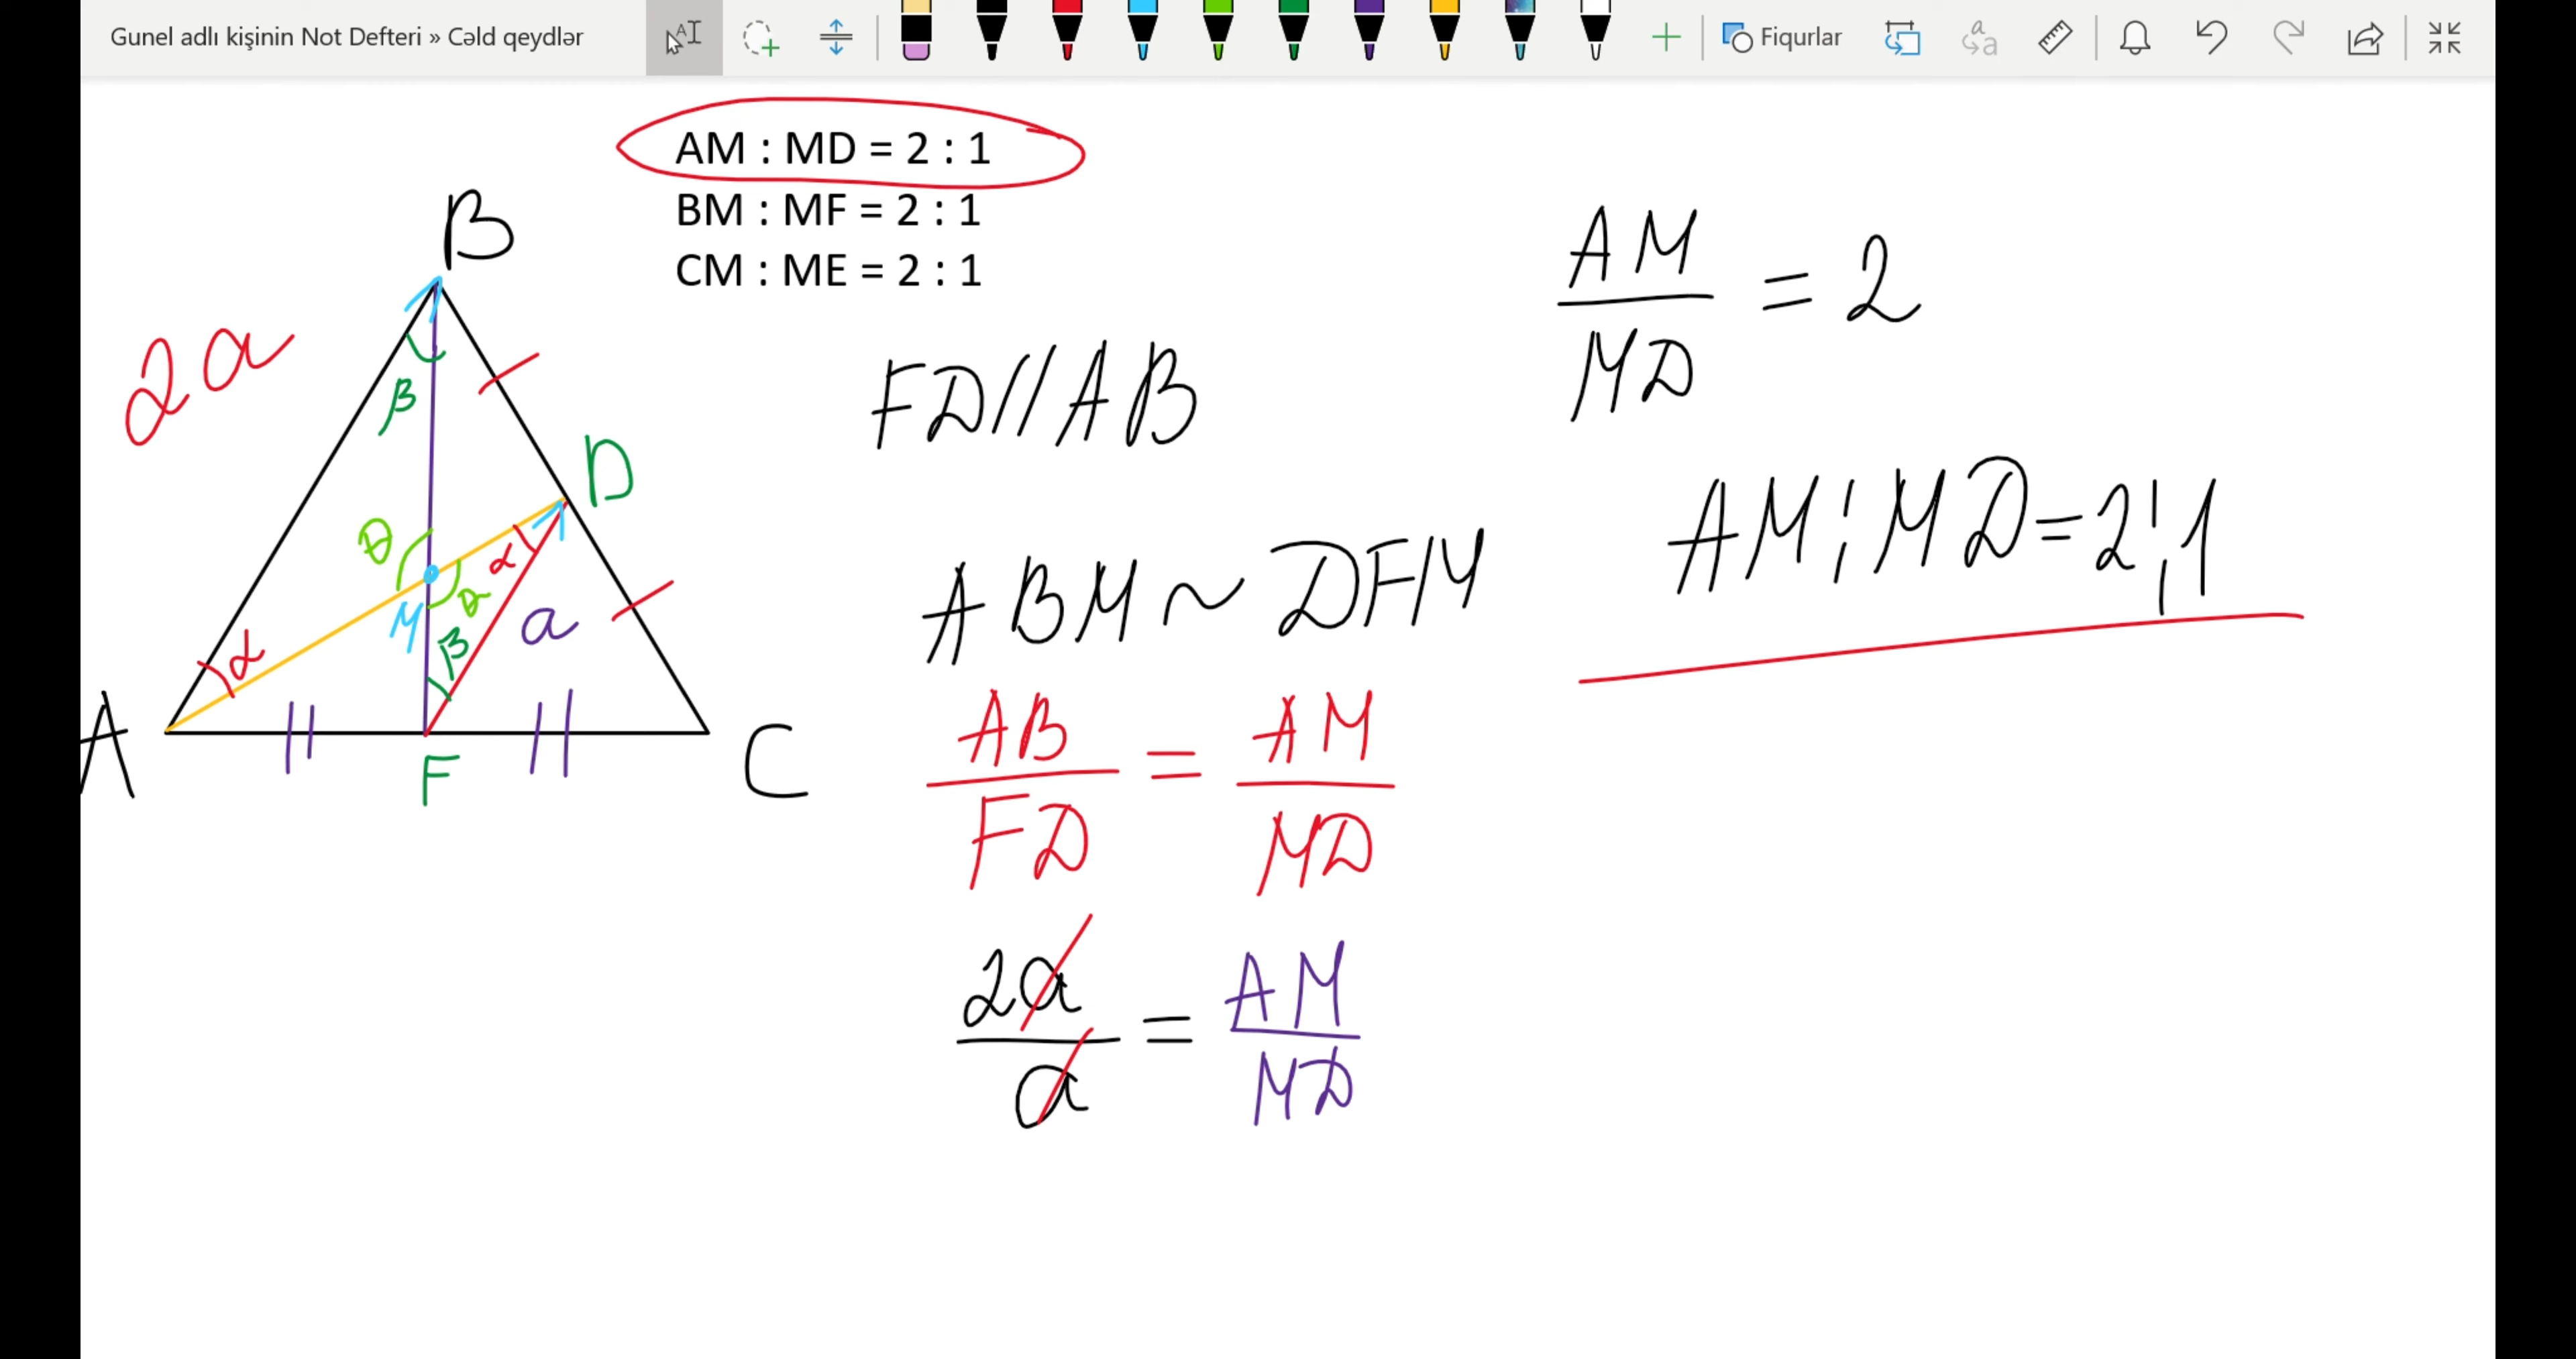 Gunel adlı kişinin Not Defteri » Cəld qeydlər
Fiqurlar
AM : MD = 2 : 1
BM : MF = 2 : 1
CM : ME = 2 : 1
B
2a
β
D
θ
α
M
θ
β
a
α
A
F
C
FD//AB
ABM ~ DFM
AB/FD = AM/MD
2a/a = AM/MD
AM/MD = 2
AM:MD=2:1